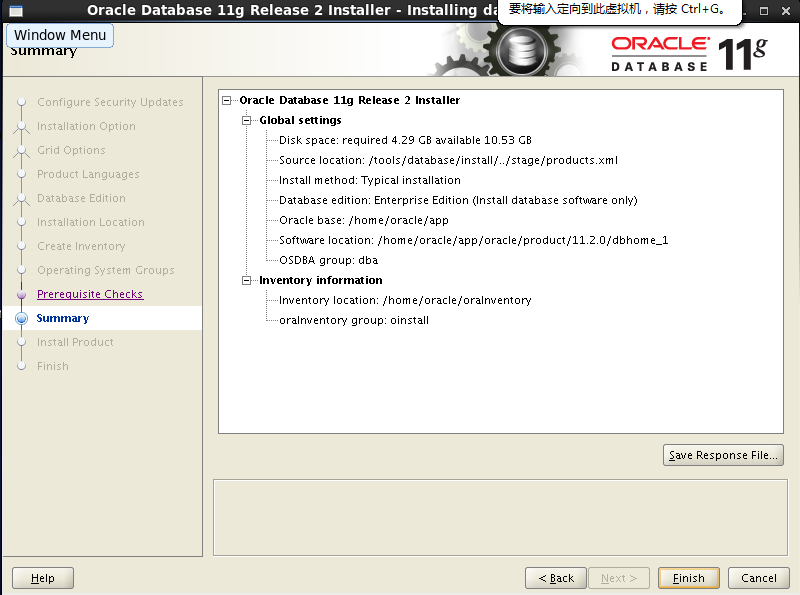 Oracle Database 11g Release 2 Installer - Installing da
要将输入定向到此虚拟机，请按 Ctrl+G。
Window Menu
Summary
ORACLE
DATABASE
11g
Configure Security Updates
Installation Option
Grid Options
Product Languages
Database Edition
Installation Location
Create Inventory
Operating System Groups
Prerequisite Checks
Summary
Install Product
Finish
Oracle Database 11g Release 2 Installer
Global settings
Disk space: required 4.29 GB available 10.53 GB
Source location: /tools/database/install/../stage/products.xml
Install method: Typical installation
Database edition: Enterprise Edition (Install database software only)
Oracle base: /home/oracle/app
Software location: /home/oracle/app/oracle/product/11.2.0/dbhome_1
OSDBA group: dba
Inventory information
Inventory location: /home/oracle/oraInventory
oraInventory group: oinstall
Save Response File...
Help
< Back
Next >
Finish
Cancel